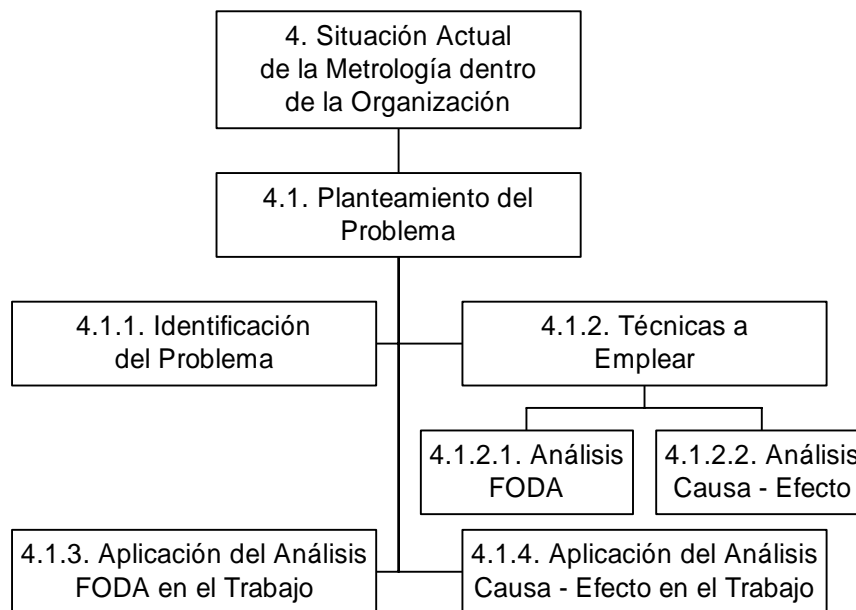 4. Situación Actual
de la Metrología dentro
de la Organización
4.1. Planteamiento del
Problema
4.1.1. Identificación
del Problema
4.1.2. Técnicas a
Emplear
4.1.2.1. Análisis
FODA
4.1.2.2. Análisis
Causa - Efecto
4.1.3. Aplicación del Análisis
FODA en el Trabajo
4.1.4. Aplicación del Análisis
Causa - Efecto en el Trabajo